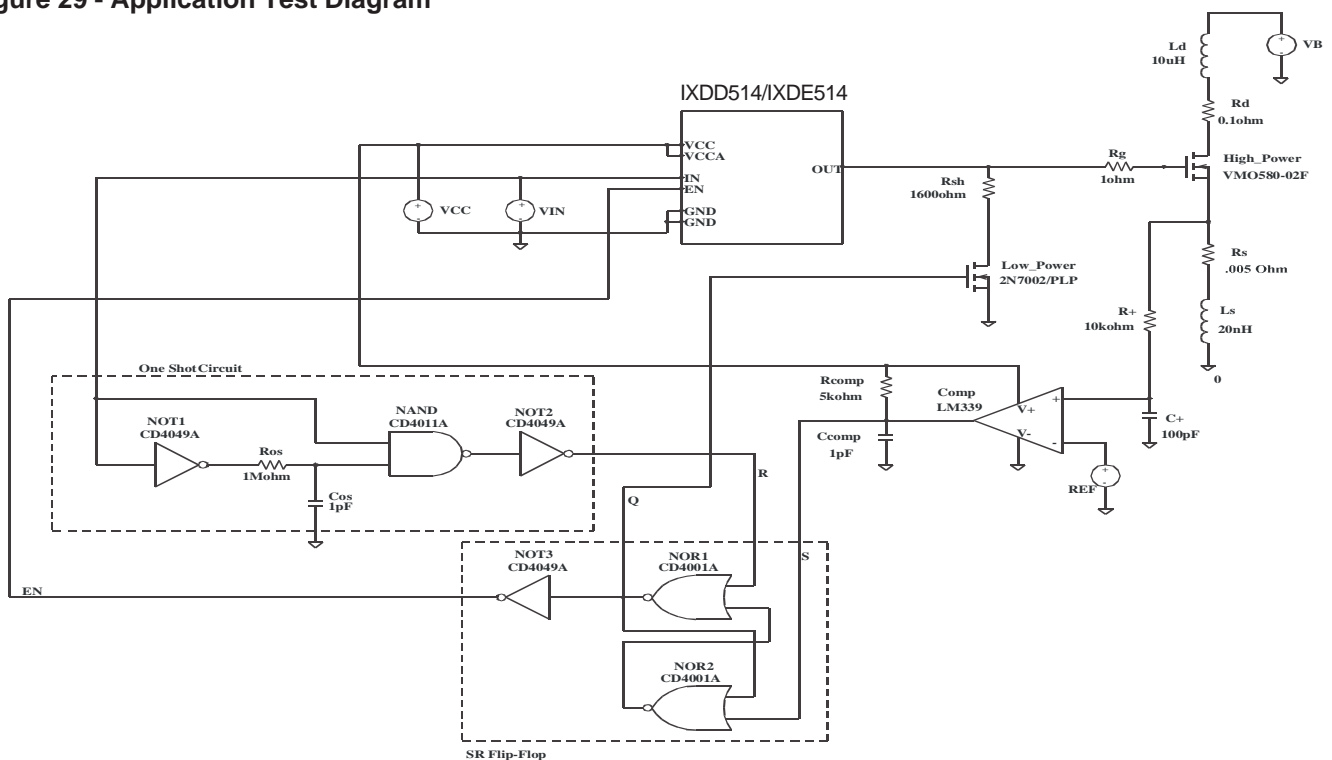 gure 29 - Application Test Diagram
Ld
10uH
VB
+
-
Rd
0.1ohm
IXDD514/IXDE514
VCC
VCCA
IN
EN
GND
GND
OUT
Rg
1ohm
High_Power
VMO580-02F
Rsh
1600ohm
+
-
VCC
+
-
VIN
Low_Power
2N7002/PLP
Rs
.005 Ohm
R+
10kohm
Ls
20nH
0
One ShotCircuit
NOT1
CD4049A
NAND
CD4011A
NOT2
CD4049A
Ros
1Mohm
Cos
1pF
Rcomp
5kohm
Comp
LM339
V+
V-
+
-
Ccomp
1pF
C+
100pF
+
-
REF
R
Q
S
EN
NOT3
CD4049A
NOR1
CD4001A
NOR2
CD4001A
SR Flip-Flop